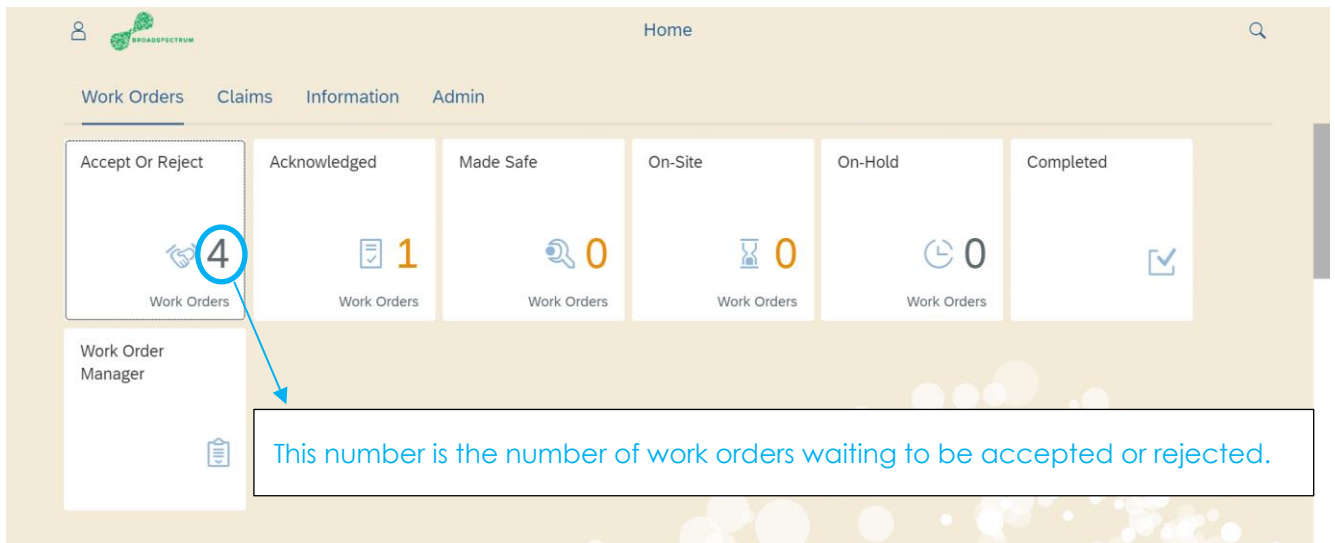 BROADSPECTRUM
Home
Work Orders Claims Information Admin
Accept Or Reject
4
Work Orders
Acknowledged
1
Work Orders
Made Safe
0
Work Orders
On-Site
0
Work Orders
On-Hold
0
Work Orders
Completed
Work Order
Manager
This number is the number of work orders waiting to be accepted or rejected.